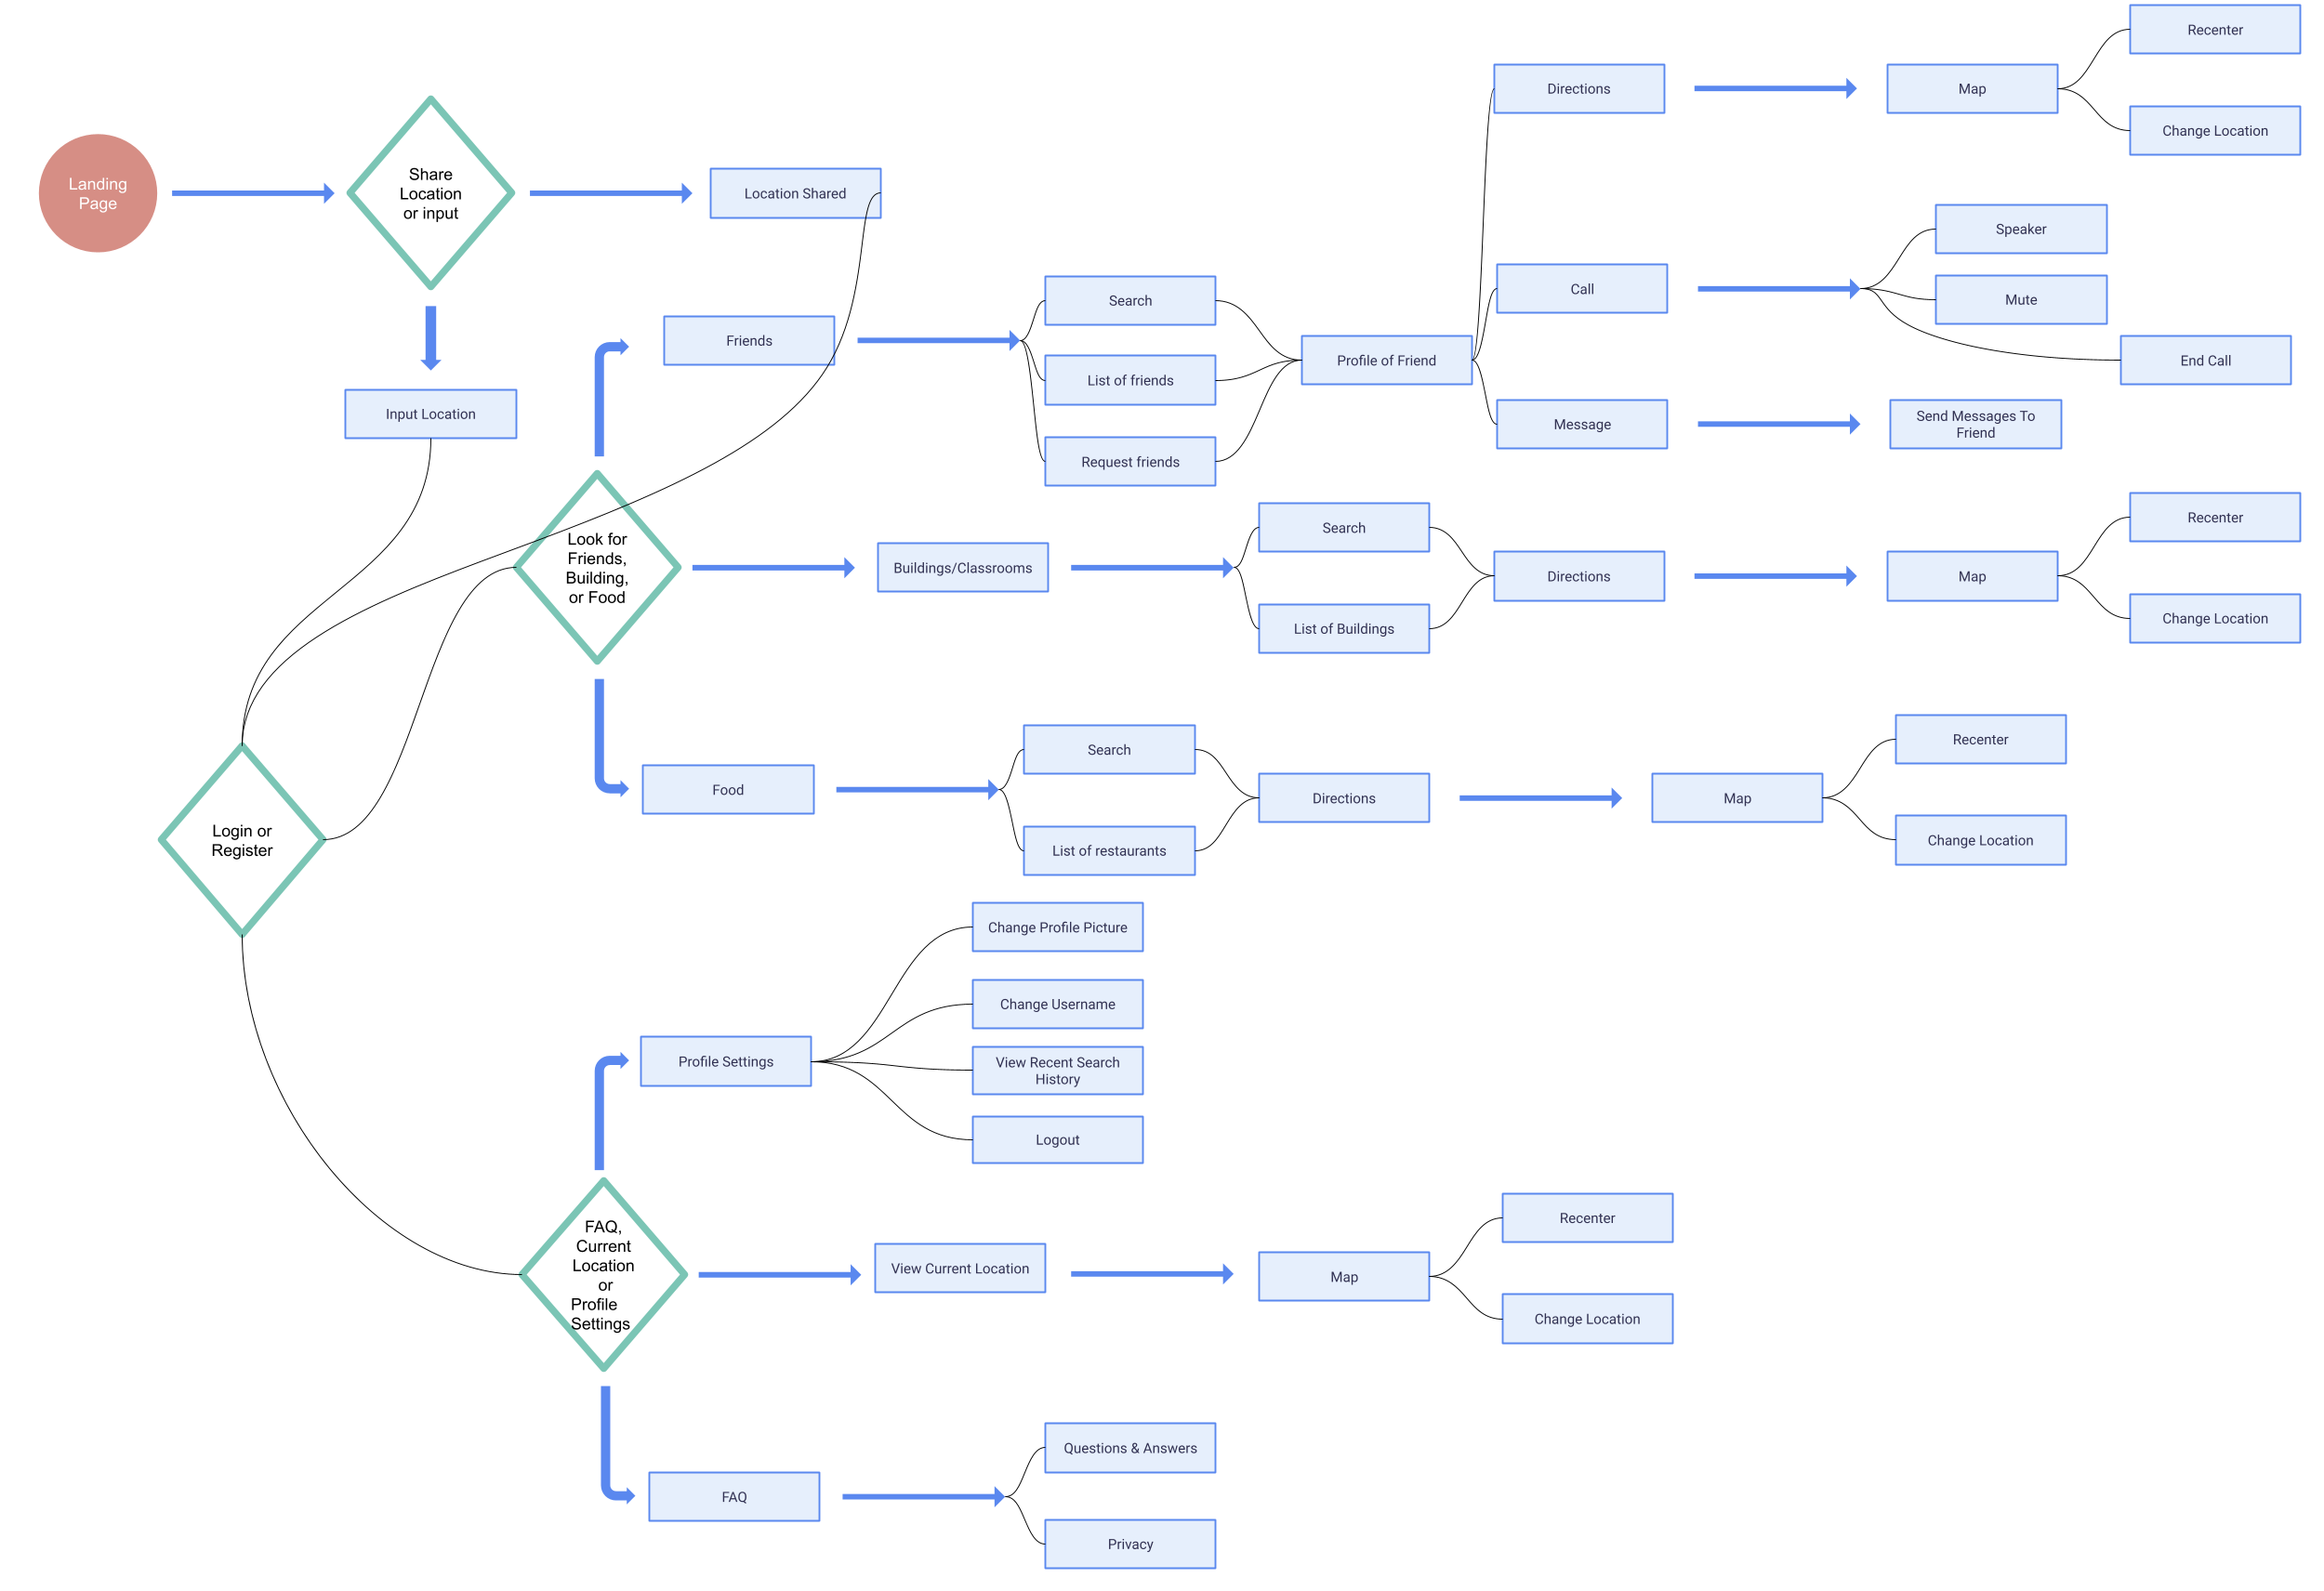 Recenter
Directions
Map
Change Location
Landing
Page
Share
Location
or input
Location Shared
Speaker
Call
Mute
Search
Friends
Profile of Friend
End Call
List of friends
Input Location
Message
Send Messages To
Friend
Request friends
Recenter
Search
Look for
Friends,
Building,
or Food
Buildings/Classrooms
Directions
Map
List of Buildings
Change Location
Recenter
Search
Food
Directions
Map
Login or
Register
List of restaurants
Change Location
Change Profile Picture
Change Username
Profile Settings
View Recent Search
History
Logout
Recenter
FAQ,
Current
Location
or
Profile
Settings
View Current Location
Map
Change Location
Questions & Answers
FAQ
Privacy